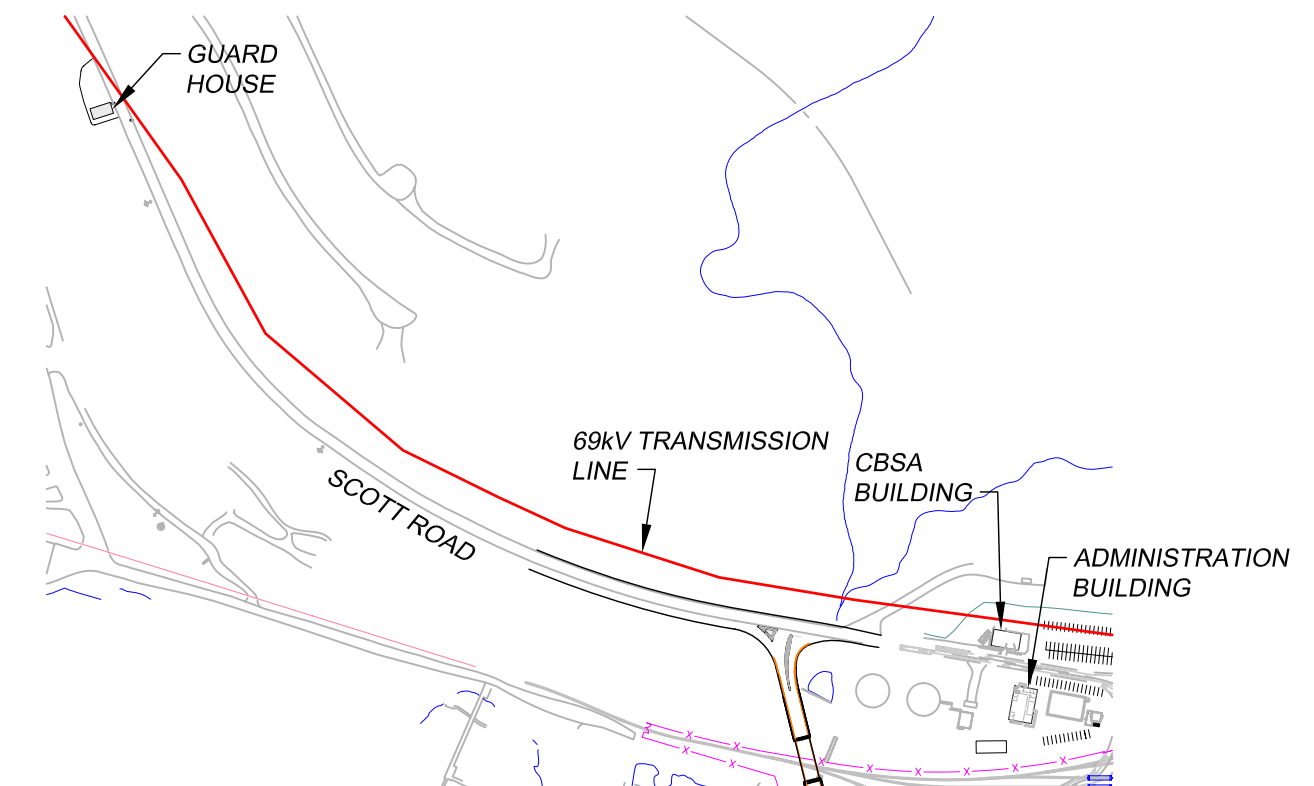 GUARD
HOUSE
69kV TRANSMISSION
LINE
CBSA
BUILDING
SCOTT ROAD
ADMINISTRATION
BUILDING